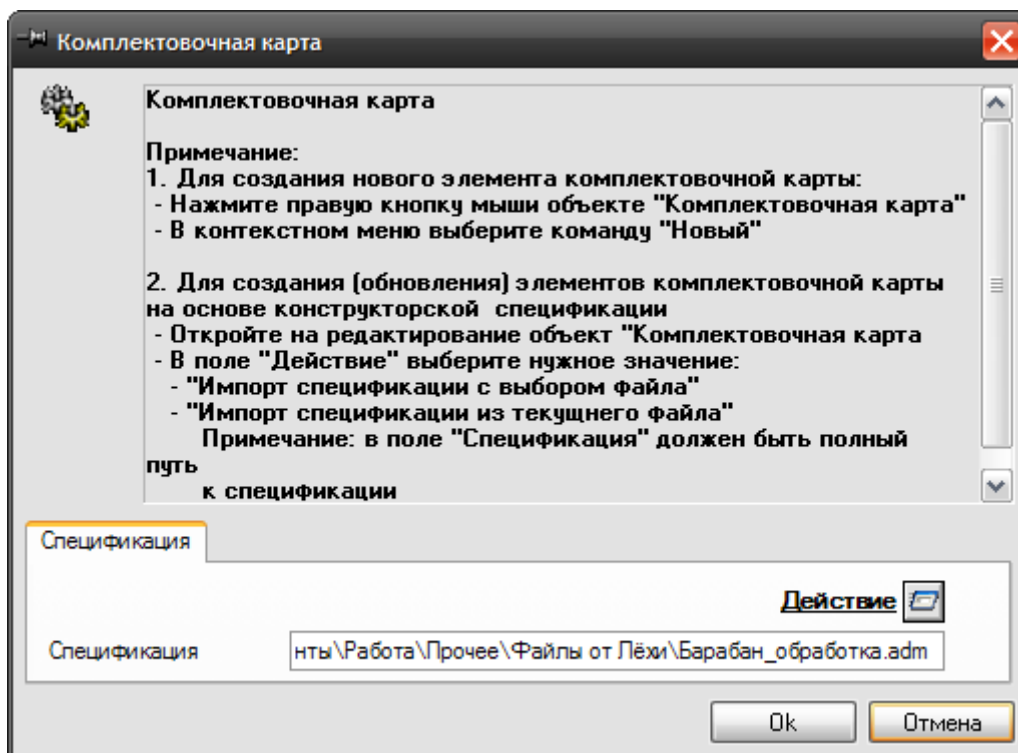 Комплектовочная карта
Комплектовочная карта
Примечание:
1. Для создания нового элемента комплектовочной карты:
- Нажмите правую кнопку мыши объекте "Комплектовочная карта"
- В контекстном меню выберите команду "Новый"
2. Для создания (обновления) элементов комплектовочной карты
на основе конструкторской спецификации
- Откройте на редактирование объект "Комплектовочная карта
- В поле "Действие" выберите нужное значение:
- "Импорт спецификации с выбором файла"
- "Импорт спецификации из текущнего файла"
Примечание: в поле "Спецификация" должен быть полный
путь
к спецификации
Спецификация
Действие
Спецификация
нты\Работа\Прочее\Файлы от Лёхи\Барабан_обработка.adm
Ok
Отмена